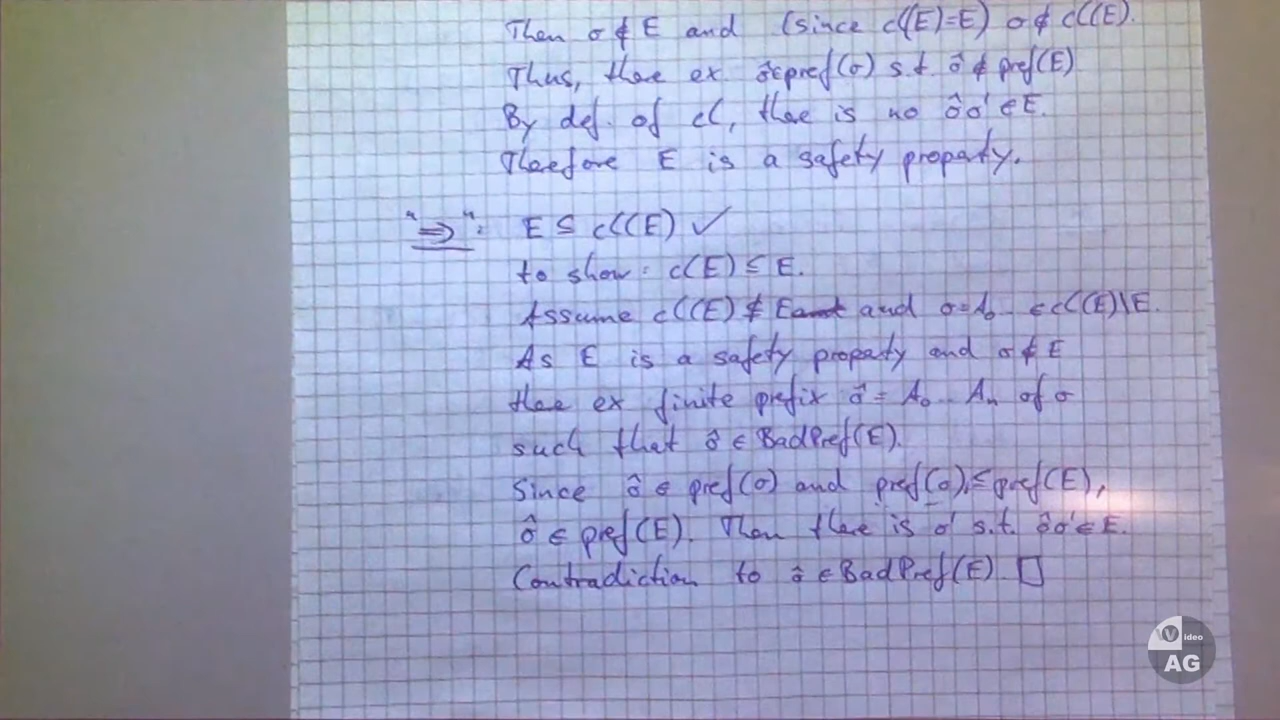 Then σ ∉ E and (since cl(E)=E) σ ∉ cl(E).
Thus, there ex. σ̂∈pref(σ) s.t. σ̂ ∉ pref(E)
By def. of cl, there is no σ̂σ' ∈ E.
Therefore E is a safety property.
"⇒": E ⊆ cl(E) ✓
to show: cl(E) ⊆ E.
Assume cl(E) ⊈ E and σ=A₀... ∈ cl(E)\E.
As E is a safety property and σ ∉ E
there ex finite prefix σ̂ = A₀...Aₙ of σ
such that σ̂ ∈ BadPref(E).
Since σ̂ ∈ pref(σ) and pref(σ) ⊆ pref(E),
σ̂ ∈ pref(E). Then there is σ' s.t. σ̂σ' ∈ E.
Contradiction to σ̂ ∈ BadPref(E) □
Video
AG